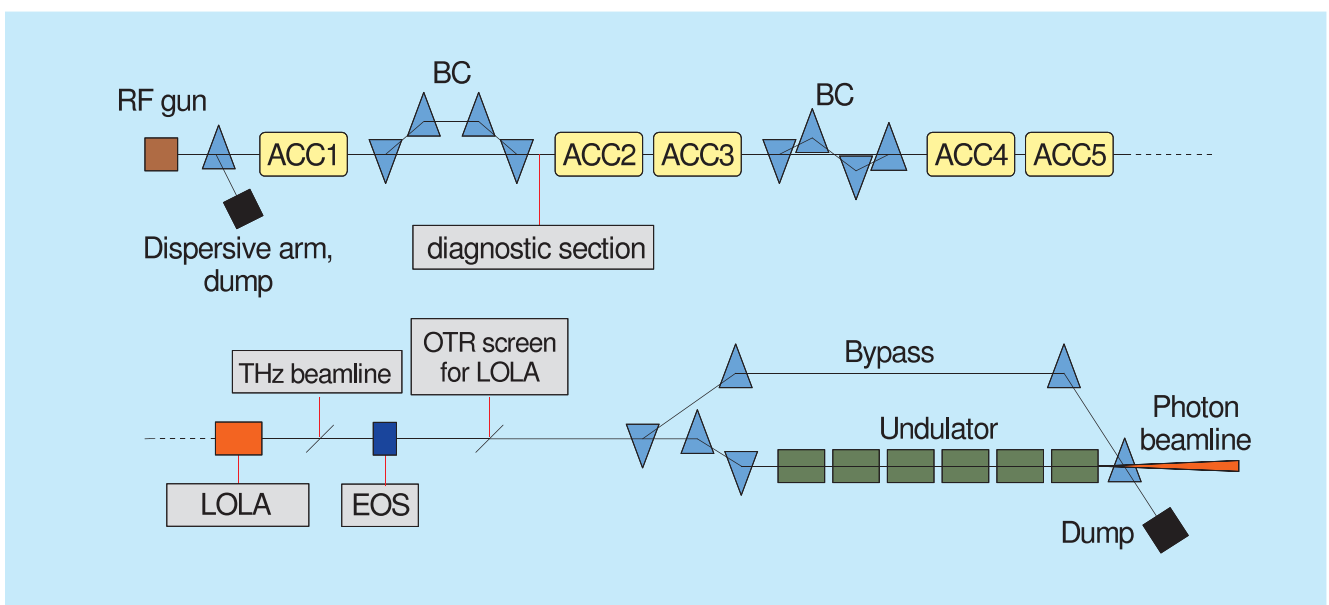 RF gun
BC
BC
ACC1
ACC2
ACC3
ACC4
ACC5
Dispersive arm,
dump
diagnostic section
THz beamline
OTR screen
for LOLA
Bypass
Photon
beamline
Undulator
LOLA
EOS
Dump